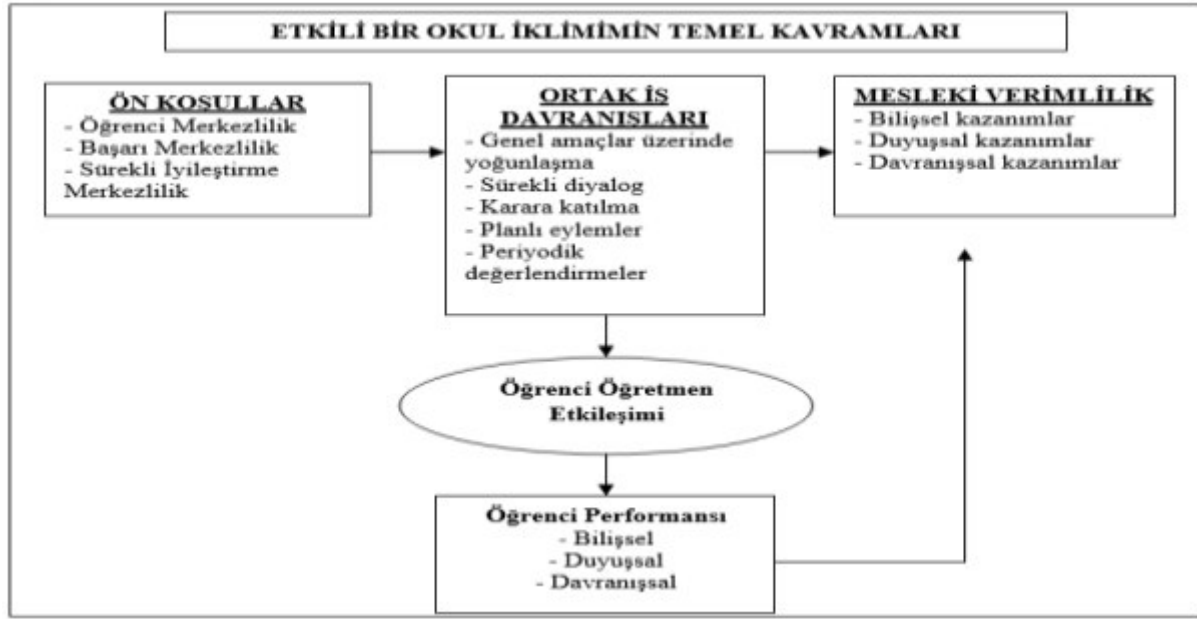 ETKİLİ BİR OKUL İKLİMİMİN TEMEL KAVRAMLARI
ÖN KOSULLAR
- Öğrenci Merkezlilik
- Başarı Merkezlilik
- Sürekli İyileştirme
Merkezlilik
ORTAK İS
DAVRANISLARI
- Genel amaçlar üzerinde
yoğunlaşma
- Sürekli diyalog
- Karara katılma
- Planlı eylemler
- Periyodik
değerlendirmeler
MESLEKİ VERİMLİLİK
- Bilişsel kazanımlar
- Duyuşsal kazanımlar
- Davranışsal kazanımlar
Öğrenci Öğretmen
Etkileşimi
Öğrenci Performansı
- Bilişsel
- Duyuşsal
- Davranışsal